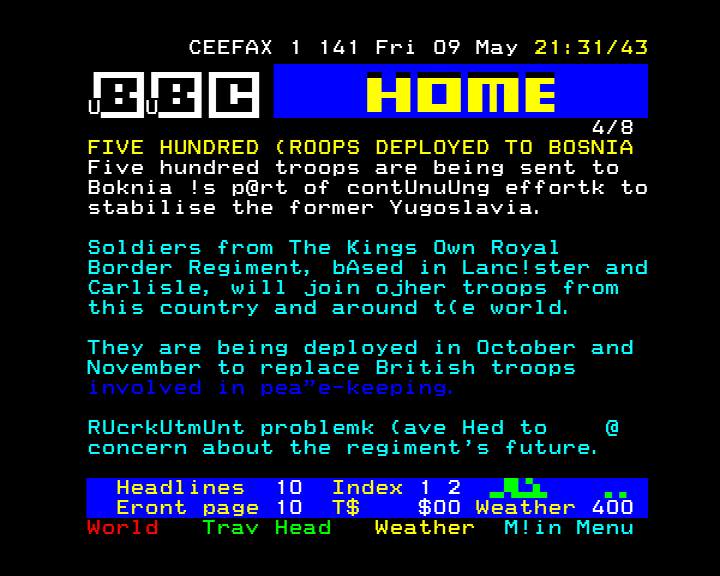 CEEFAX 1 141 Fri 09 May 21:31/43
UBUBC HOME
4/8
FIVE HUNDRED (ROOPS DEPLOYED TO BOSNIA
Five hundred troops are being sent to
Boknia !s p@rt of contUnuUng effortk to
stabilise the former Yugoslavia.
Soldiers from The Kings Own Royal
Border Regiment, bAsed in Lanc!ster and
Carlisle, will join ojher troops from
this country and around t(e world.
They are being deployed in October and
November to replace British troops
involved in pea"e-keeping.
RUcrkUtmUnt problemk (ave Hed to @
concern about the regiment's future.
Headlines 10 Index 1 2
Eront page 10 T$ $00 Weather 400
World Trav Head Weather M!in Menu